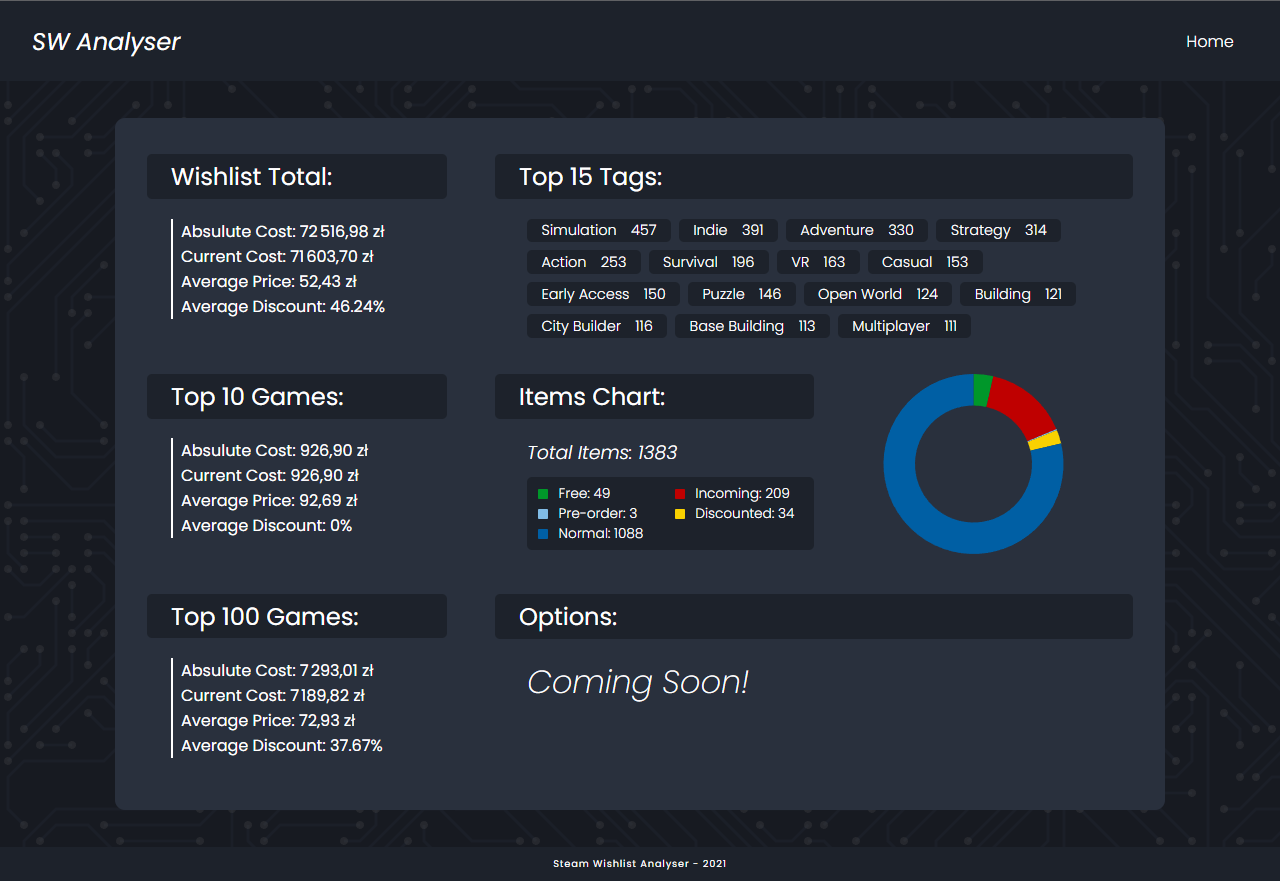 SW Analyser
Home
Wishlist Total:
Absulute Cost: 72 516,98 zł
Current Cost: 71 603,70 zł
Average Price: 52,43 zł
Average Discount: 46.24%
Top 15 Tags:
Simulation 457 Indie 391 Adventure 330 Strategy 314
Action 253 Survival 196 VR 163 Casual 153
Early Access 150 Puzzle 146 Open World 124 Building 121
City Builder 116 Base Building 113 Multiplayer 111
Top 10 Games:
Absulute Cost: 926,90 zł
Current Cost: 926,90 zł
Average Price: 92,69 zł
Average Discount: 0%
Items Chart:
Total Items: 1383
Free: 49 Incoming: 209
Pre-order: 3 Discounted: 34
Normal: 1088
Top 100 Games:
Absulute Cost: 7 293,01 zł
Current Cost: 7 189,82 zł
Average Price: 72,93 zł
Average Discount: 37.67%
Options:
Coming Soon!
Steam Wishlist Analyser - 2021